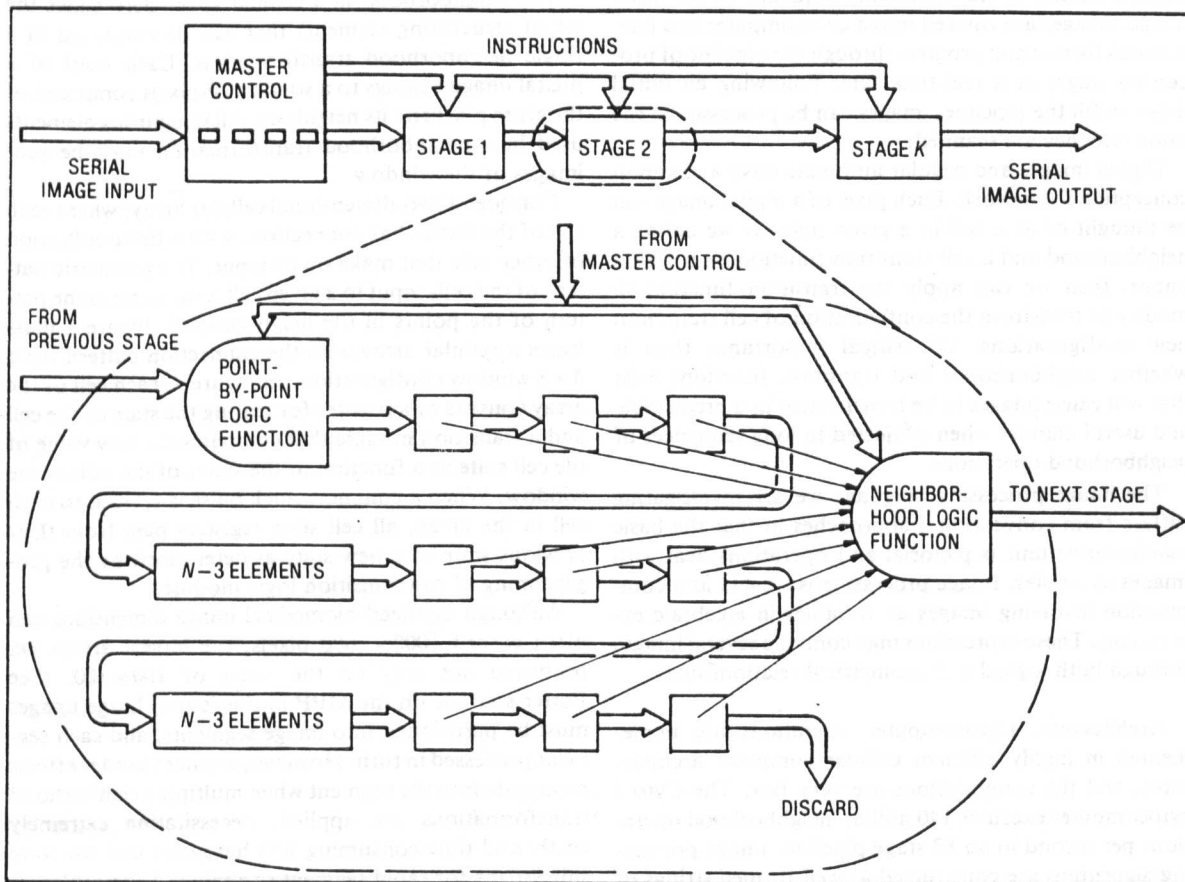 INSTRUCTIONS
MASTER
CONTROL
SERIAL
IMAGE INPUT
STAGE 1
STAGE 2
STAGE K
SERIAL
IMAGE OUTPUT
FROM
MASTER CONTROL
FROM
PREVIOUS STAGE
POINT-
BY-POINT
LOGIC
FUNCTION
NEIGHBOR-
HOOD LOGIC
FUNCTION
TO NEXT STAGE
N−3 ELEMENTS
N−3 ELEMENTS
DISCARD